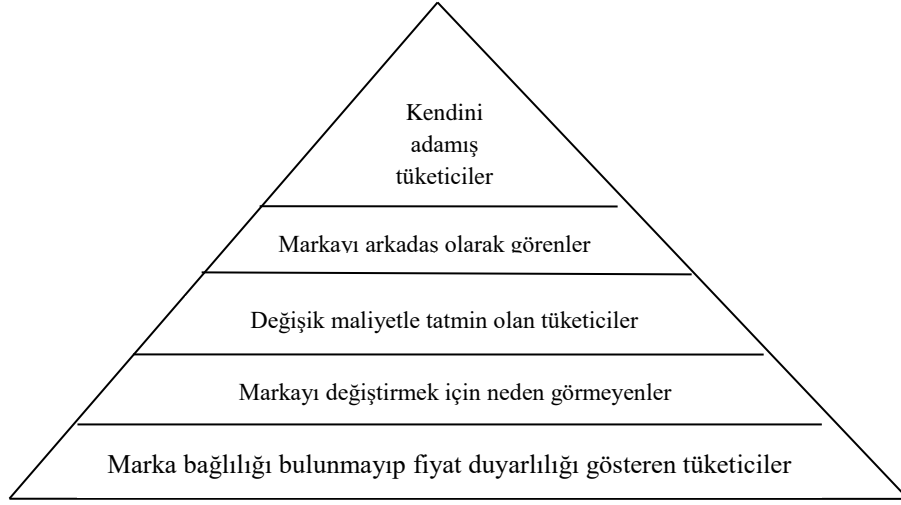 Kendini
adamış
tüketiciler
Markayı arkadaş olarak görenler
Değişik maliyetle tatmin olan tüketiciler
Markayı değiştirmek için neden görmeyenler
Marka bağlılığı bulunmayıp fiyat duyarlılığı gösteren tüketiciler